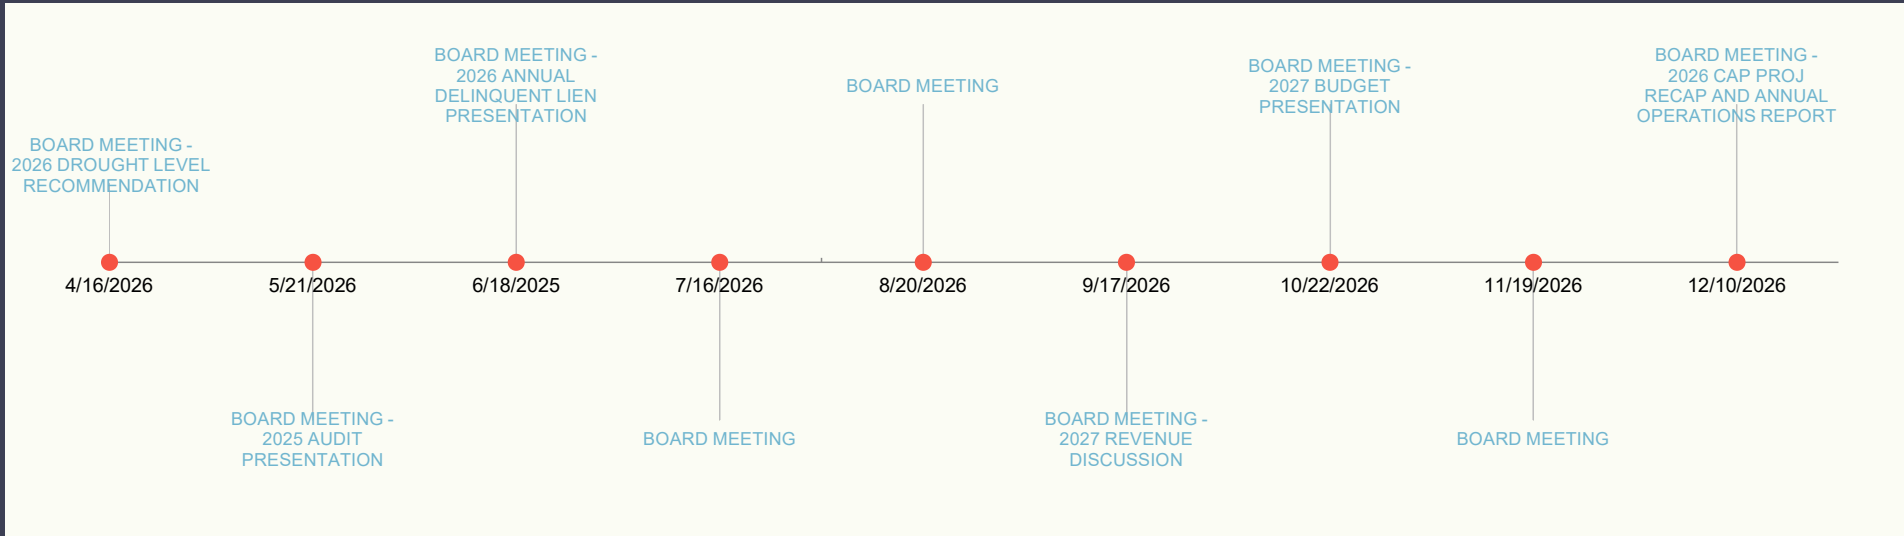 BOARD MEETING -
2026 DROUGHT LEVEL
RECOMMENDATION
4/16/2026
5/21/2026
BOARD MEETING -
2025 AUDIT
PRESENTATION
BOARD MEETING -
2026 ANNUAL
DELINQUENT LIEN
PRESENTATION
6/18/2025
7/16/2026
BOARD MEETING
BOARD MEETING
8/20/2026
9/17/2026
BOARD MEETING -
2027 REVENUE
DISCUSSION
BOARD MEETING -
2027 BUDGET
PRESENTATION
10/22/2026
11/19/2026
BOARD MEETING
BOARD MEETING -
2026 CAP PROJ
RECAP AND ANNUAL
OPERATIONS REPORT
12/10/2026